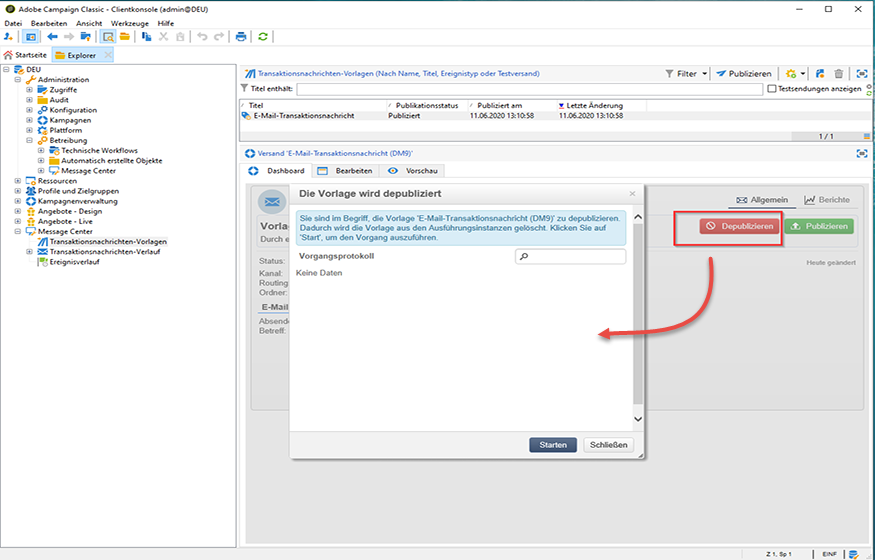 Adobe Campaign Classic - Clientkonsole (admin@DEU)
Datei Bearbeiten Ansicht Werkzeuge Hilfe
Startseite Explorer
DEU
Administration
Zugriffe
Audit
Konfiguration
Kampagnen
Plattform
Betreibung
Technische Workflows
Automatisch erstellte Objekte
Message Center
Ressourcen
Profile und Zielgruppen
Kampagnenverwaltung
Angebote - Design
Angebote - Live
Message Center
Transaktionsnachrichten-Vorlagen
Transaktionsnachrichten-Verlauf
Ereignisverlauf
Transaktionsnachrichten-Vorlagen (Nach Name, Titel, Ereignistyp oder Testversand)
Filter Publizieren
Titel enthält: Testsendungen anzeigen
Titel Publikationsstatus Publiziert am Letzte Änderung
E-Mail-Transaktionsnachricht Publiziert 11.06.2020 13:10:58 11.06.2020 13:10:58
1 / 1
Versand 'E-Mail-Transaktionsnachricht (DM9)'
Dashboard Bearbeiten Vorschau
Allgemein Berichte
Vorla
Durch e
Depublizieren Publizieren
Heute geändert
Status:
Kanal:
Routing
Ordner:
E-Mail
Absende
Betreff:
Die Vorlage wird depubliziert
Sie sind im Begriff, die Vorlage 'E-Mail-Transaktionsnachricht (DM9)' zu depublizieren.
Dadurch wird die Vorlage aus den Ausführungsinstanzen gelöscht. Klicken Sie auf
'Start', um den Vorgang auszuführen.
Vorgangsprotokoll
Keine Daten
Starten Schließen
Z 1, Sp 1 EINF